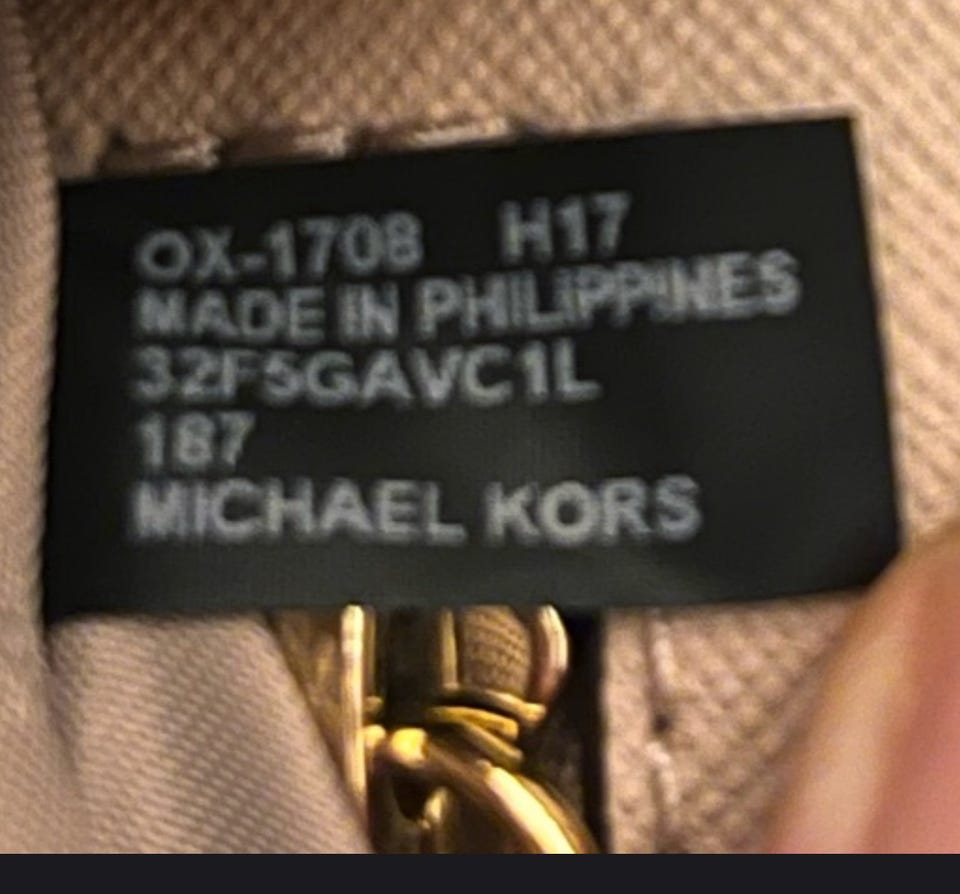 OX-1708 H17
MADE IN PHILIPPINES
32F5GAVC1L
187
MICHAEL KORS